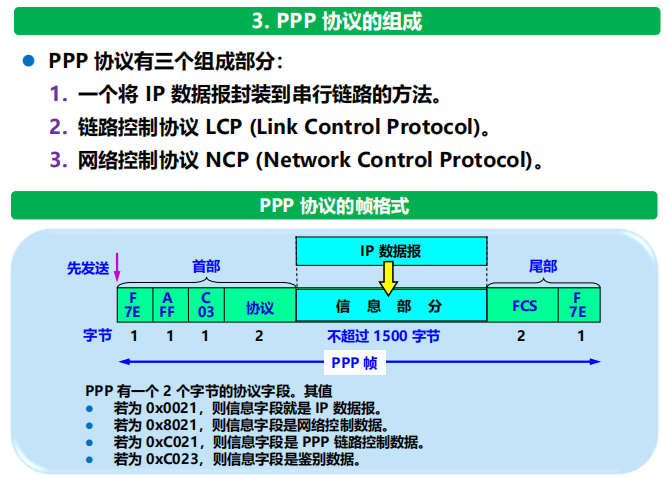 3. PPP 协议的组成
PPP 协议有三个组成部分：
1. 一个将 IP 数据报封装到串行链路的方法。
2. 链路控制协议 LCP (Link Control Protocol)。
3. 网络控制协议 NCP (Network Control Protocol)。
PPP 协议的帧格式
IP 数据报
先发送 首部 尾部
F A C F
7E FF 03 协议 信 息 部 分 FCS 7E
字节 1 1 1 2 不超过 1500 字节 2 1
PPP 帧
PPP 有一个 2 个字节的协议字段。其值
若为 0x0021，则信息字段就是 IP 数据报。
若为 0x8021，则信息字段是网络控制数据。
若为 0xC021，则信息字段是 PPP 链路控制数据。
若为 0xC023，则信息字段是鉴别数据。